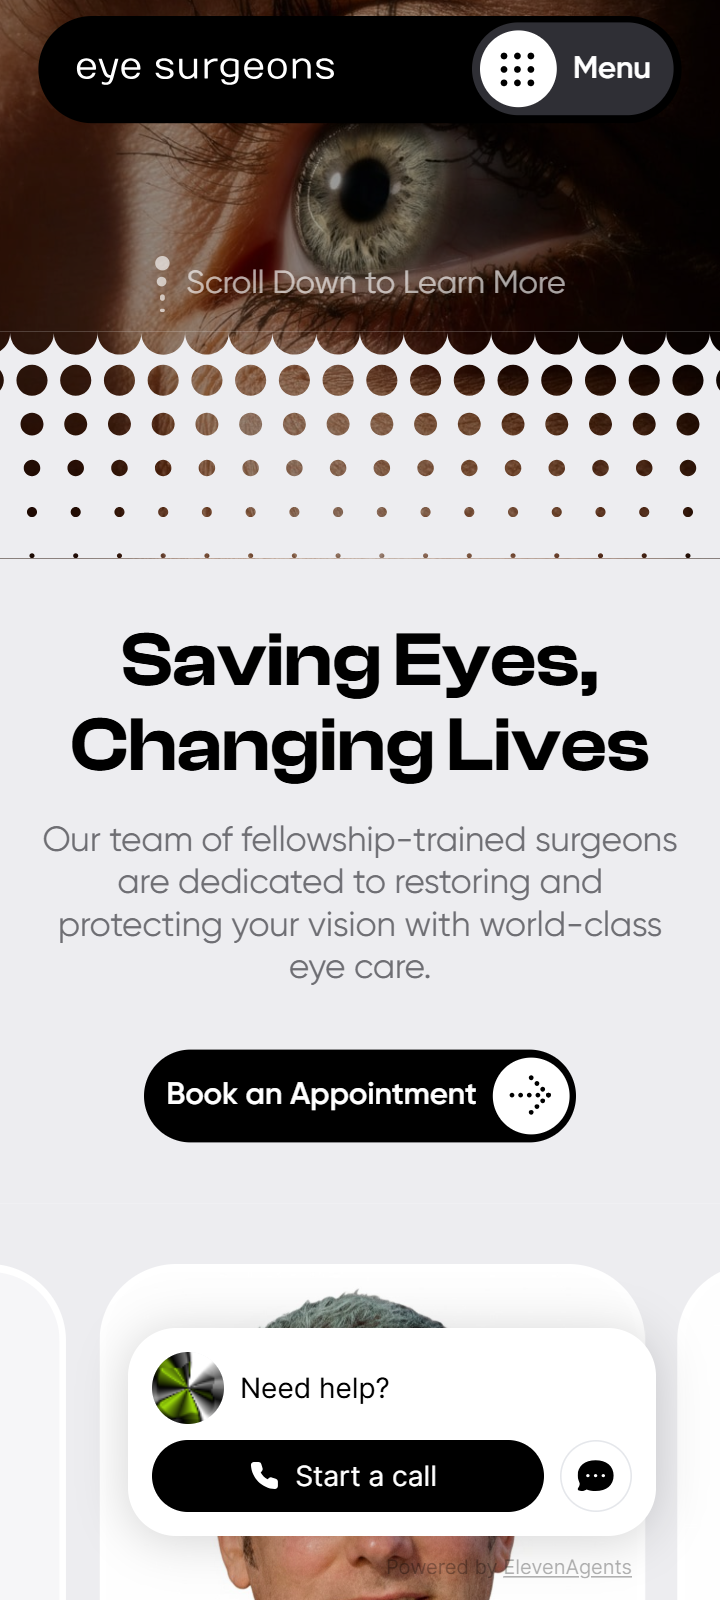 eye surgeons
Menu
Scroll Down to Learn More
Saving Eyes,
Changing Lives
Our team of fellowship-trained surgeons
are dedicated to restoring and
protecting your vision with world-class
eye care.
Book an Appointment
Need help?
Start a call
Powered by ElevenAgents